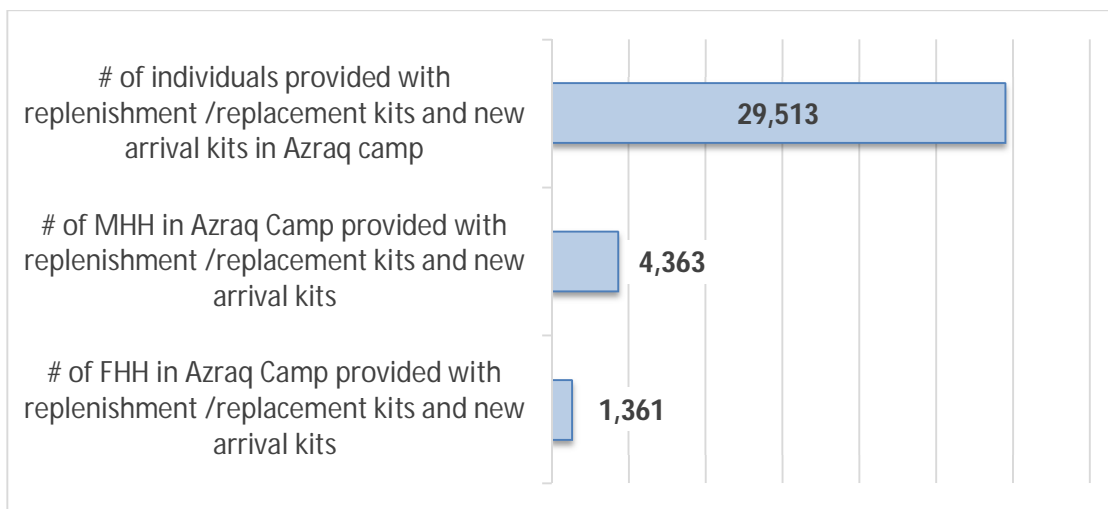 # of individuals provided with
replenishment /replacement kits and new
arrival kits in Azraq camp
29,513
# of MHH in Azraq Camp provided with
replenishment /replacement kits and new
arrival kits
4,363
# of FHH in Azraq Camp provided with
replenishment /replacement kits and new
arrival kits
1,361